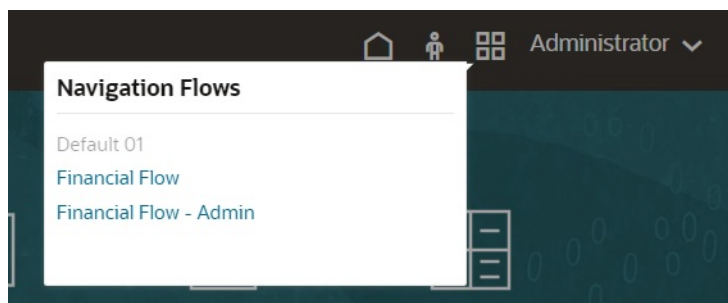 Administrator
Navigation Flows
Default 01
Financial Flow
Financial Flow - Admin